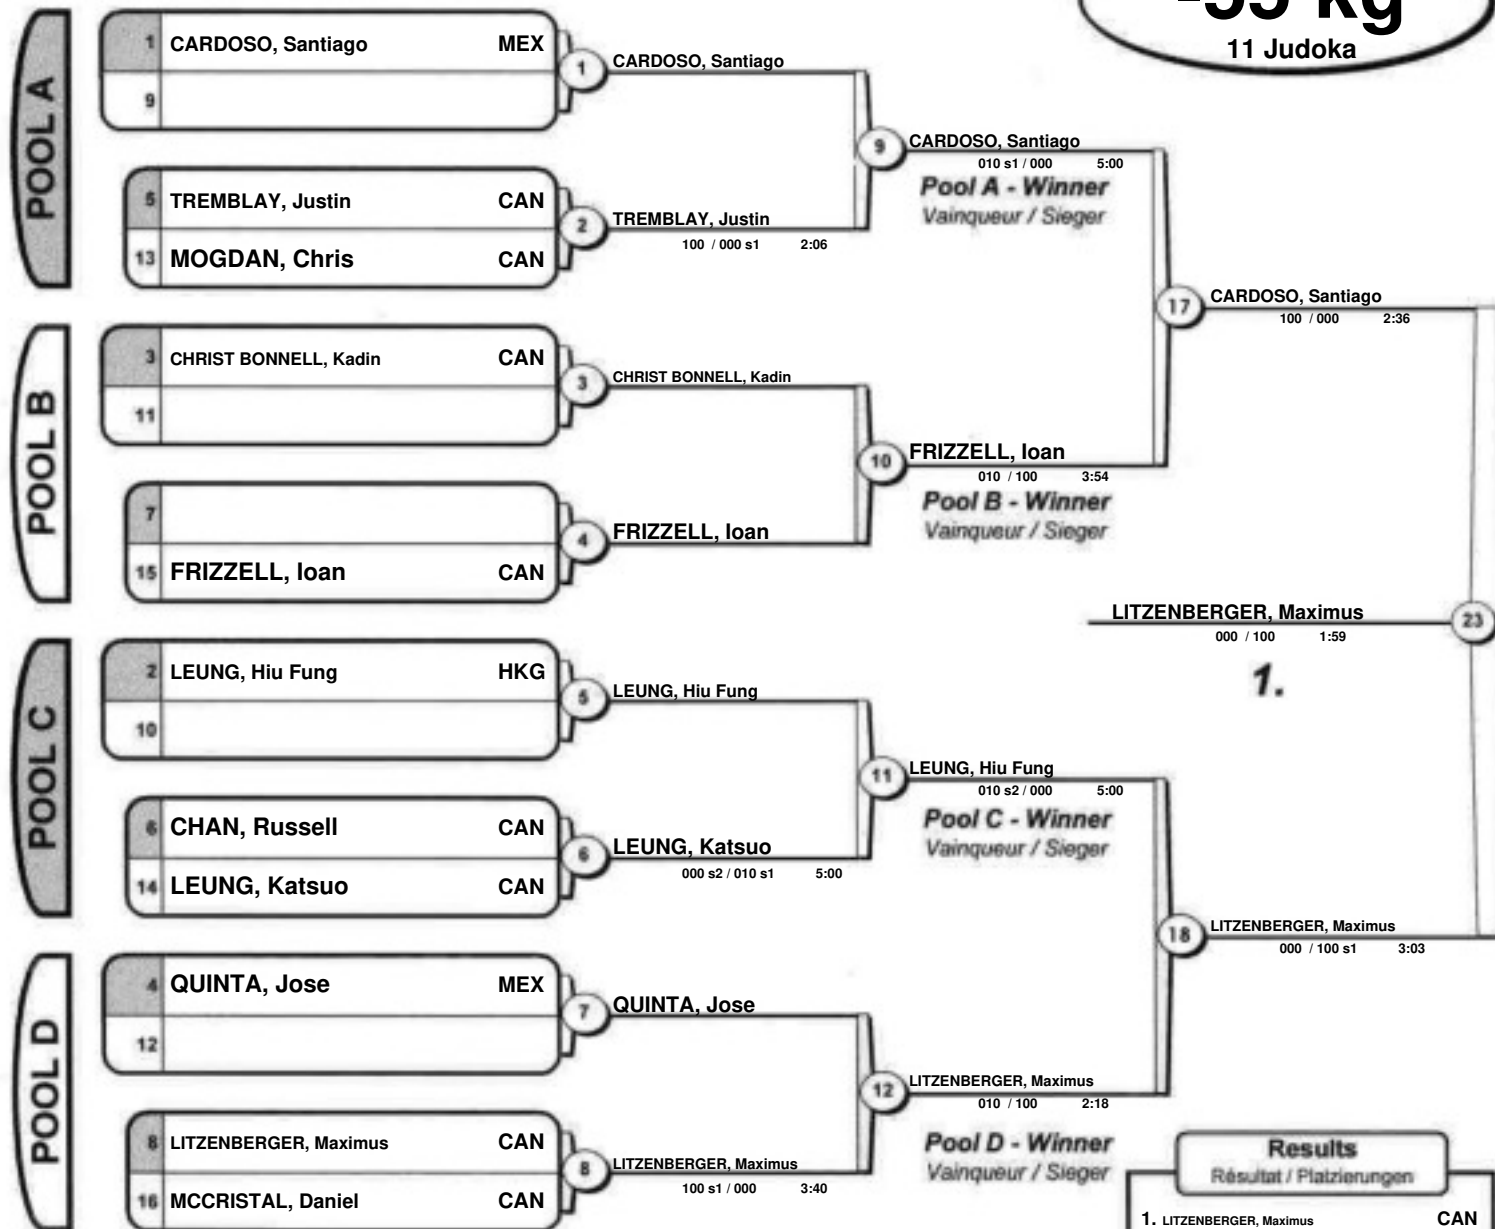 -55 kg
11 Judoka
POOL A
1 CARDOSO, Santiago MEX
9
5 TREMBLAY, Justin CAN
13 MOGDAN, Chris CAN
1 CARDOSO, Santiago
2 TREMBLAY, Justin
100 / 000 s1 2:06
9 CARDOSO, Santiago
010 s1 / 000 5:00
Pool A - Winner
Vainqueur / Sieger
POOL B
3 CHRIST BONNELL, Kadin CAN
11
7
15 FRIZZELL, Ioan CAN
3 CHRIST BONNELL, Kadin
4 FRIZZELL, Ioan
10 FRIZZELL, Ioan
010 / 100 3:54
Pool B - Winner
Vainqueur / Sieger
17 CARDOSO, Santiago
100 / 000 2:36
LITZENBERGER, Maximus 23
000 / 100 1:59
1.
POOL C
2 LEUNG, Hiu Fung HKG
10
6 CHAN, Russell CAN
14 LEUNG, Katsuo CAN
5 LEUNG, Hiu Fung
6 LEUNG, Katsuo
000 s2 / 010 s1 5:00
11 LEUNG, Hiu Fung
010 s2 / 000 5:00
Pool C - Winner
Vainqueur / Sieger
POOL D
4 QUINTA, Jose MEX
12
8 LITZENBERGER, Maximus CAN
16 MCCRISTAL, Daniel CAN
7 QUINTA, Jose
8 LITZENBERGER, Maximus
100 s1 / 000 3:40
12 LITZENBERGER, Maximus
010 / 100 2:18
Pool D - Winner
Vainqueur / Sieger
18 LITZENBERGER, Maximus
000 / 100 s1 3:03
Results
Résultat / Platzierungen
1. LITZENBERGER, Maximus CAN